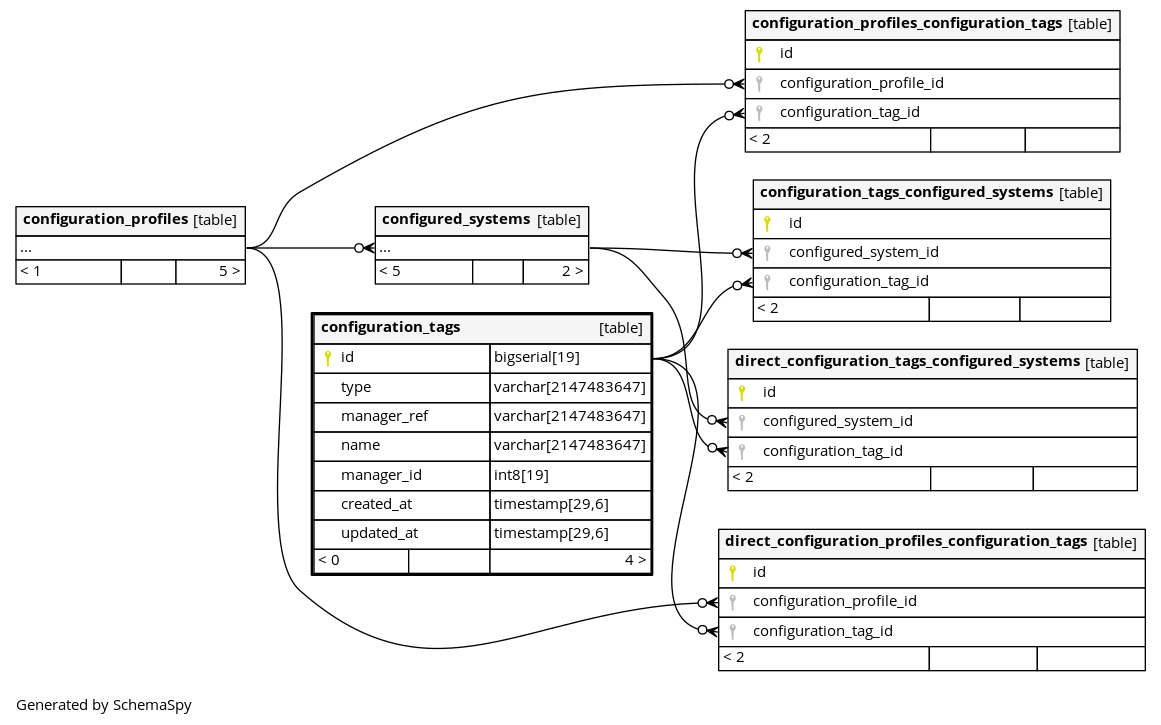 configuration_profiles_configuration_tags [table]
id
configuration_profile_id
configuration_tag_id
< 2
configuration_tags_configured_systems [table]
id
configured_system_id
configuration_tag_id
< 2
configuration_profiles [table]
...
< 1 5 >
configured_systems [table]
...
< 5 2 >
configuration_tags [table]
id bigserial[19]
type varchar[2147483647]
manager_ref varchar[2147483647]
name varchar[2147483647]
manager_id int8[19]
created_at timestamp[29,6]
updated_at timestamp[29,6]
< 0 4 >
direct_configuration_tags_configured_systems [table]
id
configured_system_id
configuration_tag_id
< 2
direct_configuration_profiles_configuration_tags [table]
id
configuration_profile_id
configuration_tag_id
< 2
Generated by SchemaSpy